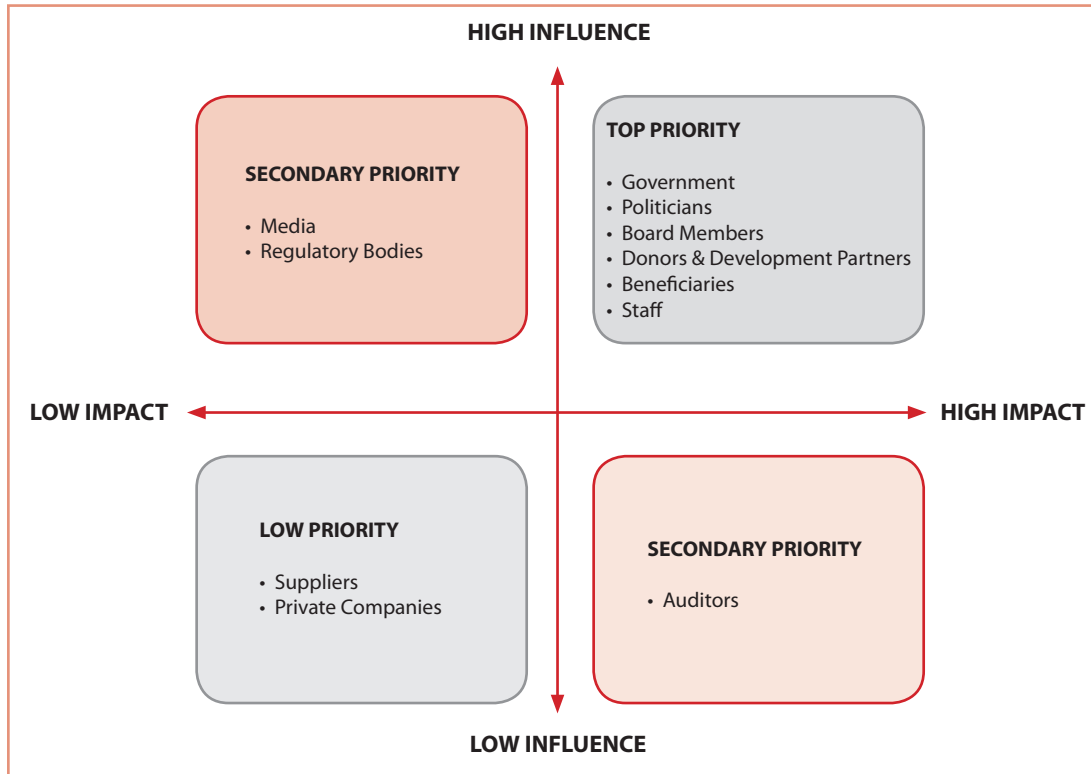 HIGH INFLUENCE
SECONDARY PRIORITY
• Media
• Regulatory Bodies
TOP PRIORITY
• Government
• Politicians
• Board Members
• Donors & Development Partners
• Beneficiaries
• Staff
LOW IMPACT
HIGH IMPACT
LOW PRIORITY
• Suppliers
• Private Companies
SECONDARY PRIORITY
• Auditors
LOW INFLUENCE